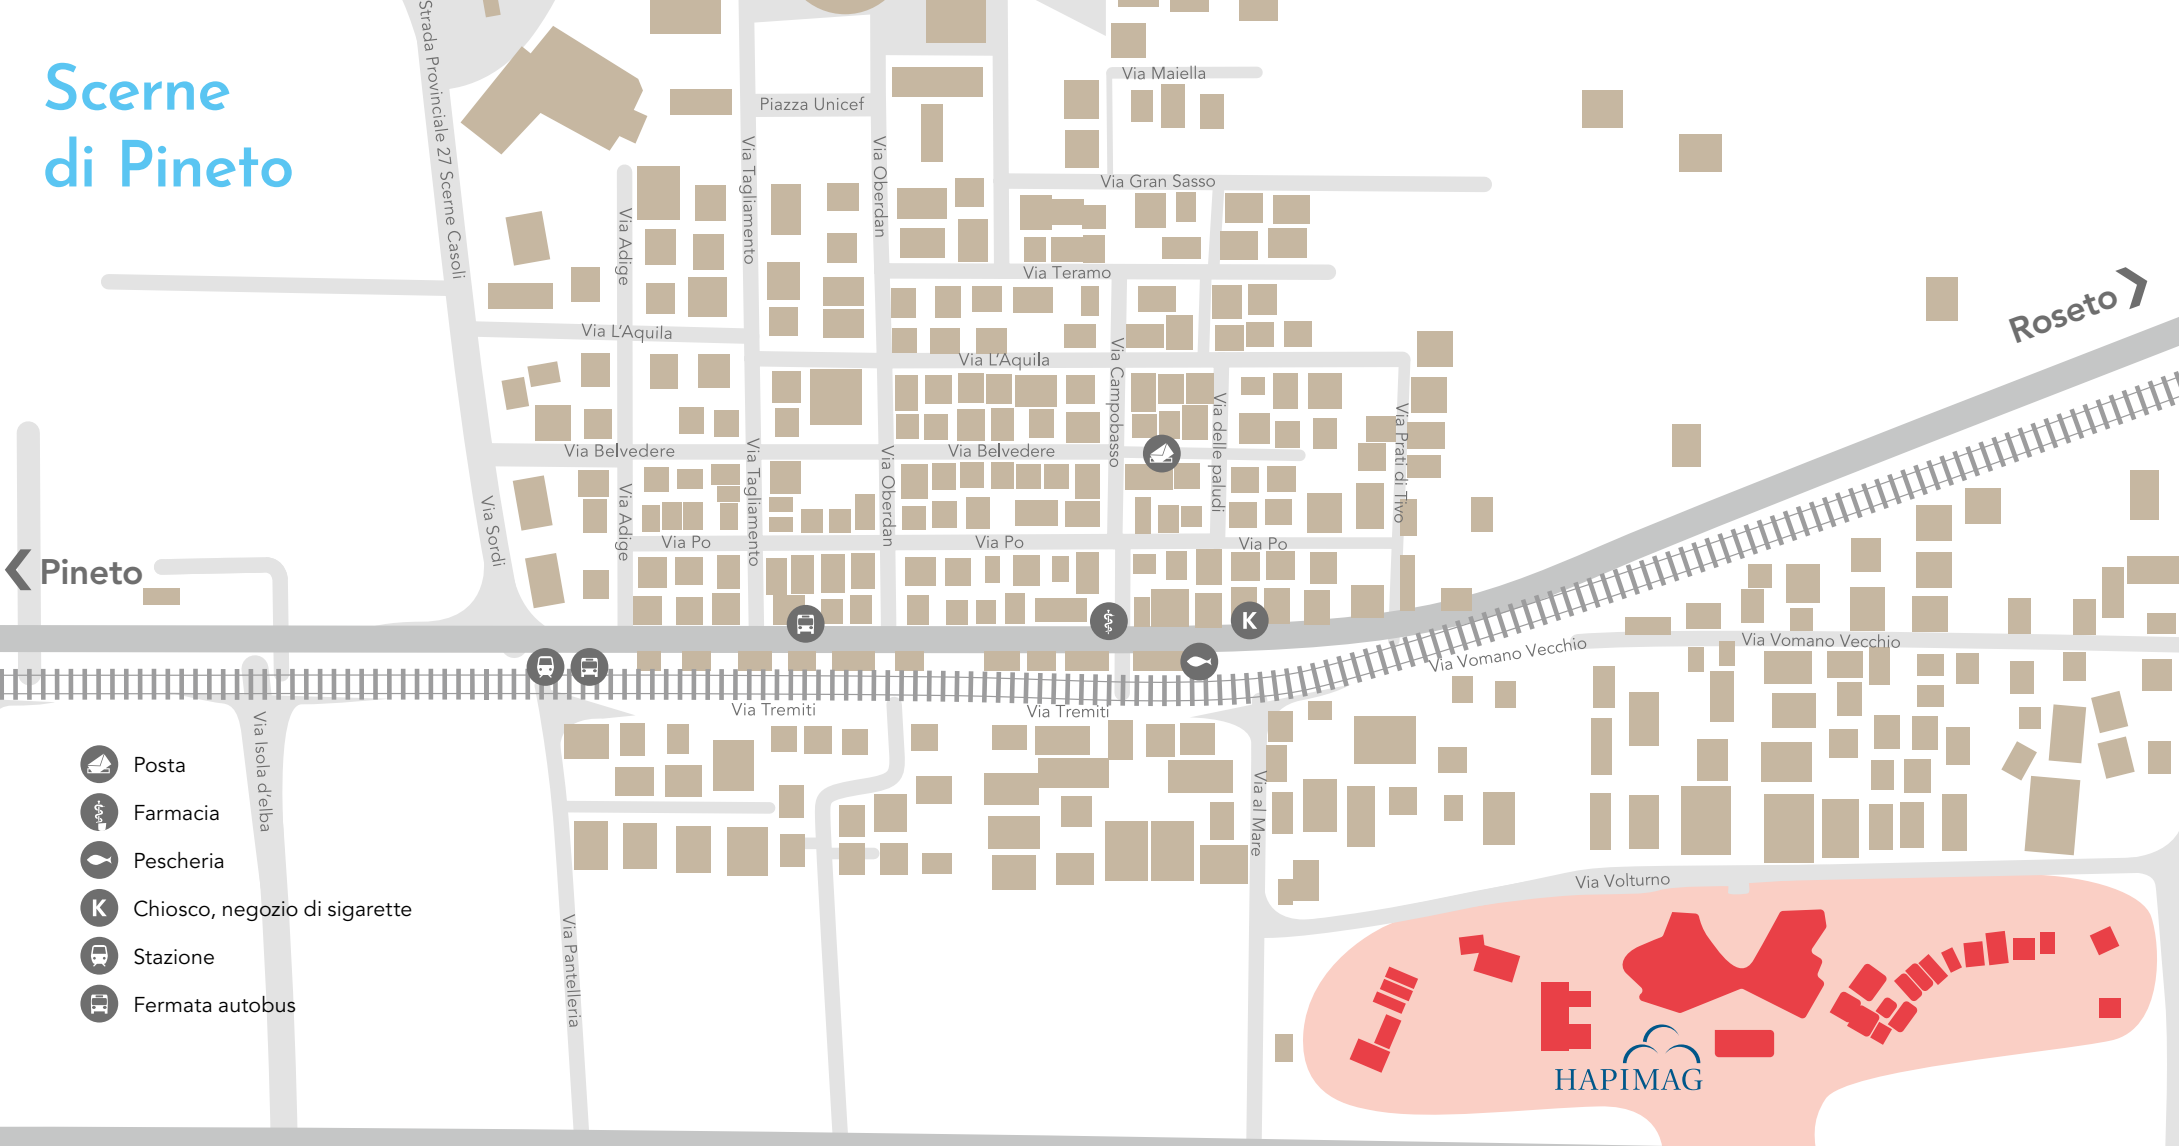 Scerne
di Pineto
Strada Provinciale 27 Scerne Casoli
Via Maiella
Piazza Unicef
Via Tagliamento
Via Oberdan
Via Gran Sasso
Via Adige
Via Teramo
Roseto
Via L'Aquila
Via L'Aquila
Via Campobasso
Via delle paludi
Via Prati di Tivo
Via Belvedere
Via Belvedere
Via Tagliamento
Via Oberdan
Via Adige
Via Sordi
Via Po
Via Po
Via Po
Pineto
Via Vomano Vecchio
Via Vomano Vecchio
Via Tremiti
Via Tremiti
Via Isola d'elba
Via al Mare
Posta
Farmacia
Pescheria
K Chiosco, negozio di sigarette
Stazione
Fermata autobus
K
Via Pantelleria
Via Volturno
HAPIMAG